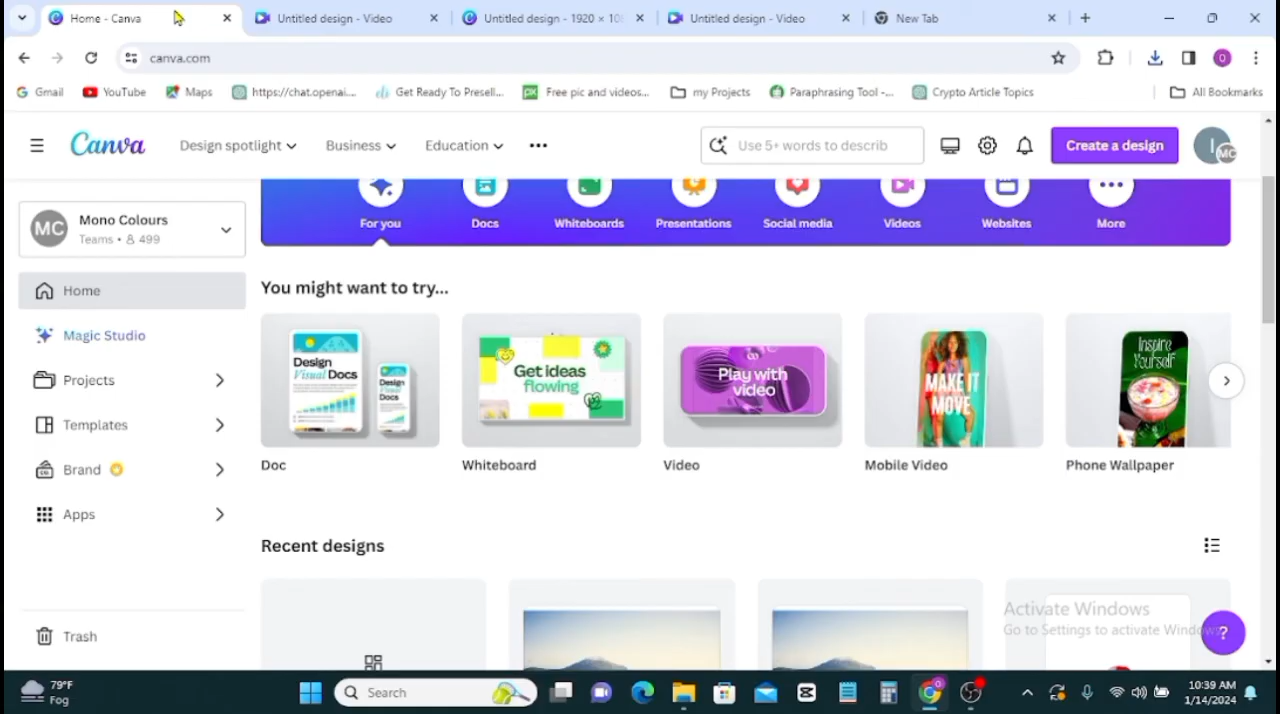 Home - Canva
Untitled design - Video
Untitled design - 1920 × 108
Untitled design - Video
New Tab
canva.com
O
Gmail
YouTube
Maps
https://chat.openai....
Get Ready To Presell...
Free pic and videos...
my Projects
Paraphrasing Tool -...
Crypto Article Topics
All Bookmarks
Canva
Design spotlight
Business
Education
Use 5+ words to describ
Create a design
I
MC
MC
Mono Colours
Teams • 499
For you
Docs
Whiteboards
Presentations
Social media
Videos
Websites
More
Home
Magic Studio
Projects
Templates
Brand
Apps
Trash
You might want to try...
Design
Visual Docs
Design
Visual
Docs
Get ideas
flowing
Play with
video
MAKE IT
MOVE
Inspire
Yourself
Doc
Whiteboard
Video
Mobile Video
Phone Wallpaper
Recent designs
Activate Windows
Go to Settings to activate Windows.
?
79°F
Fog
Search
10:39 AM
1/14/2024